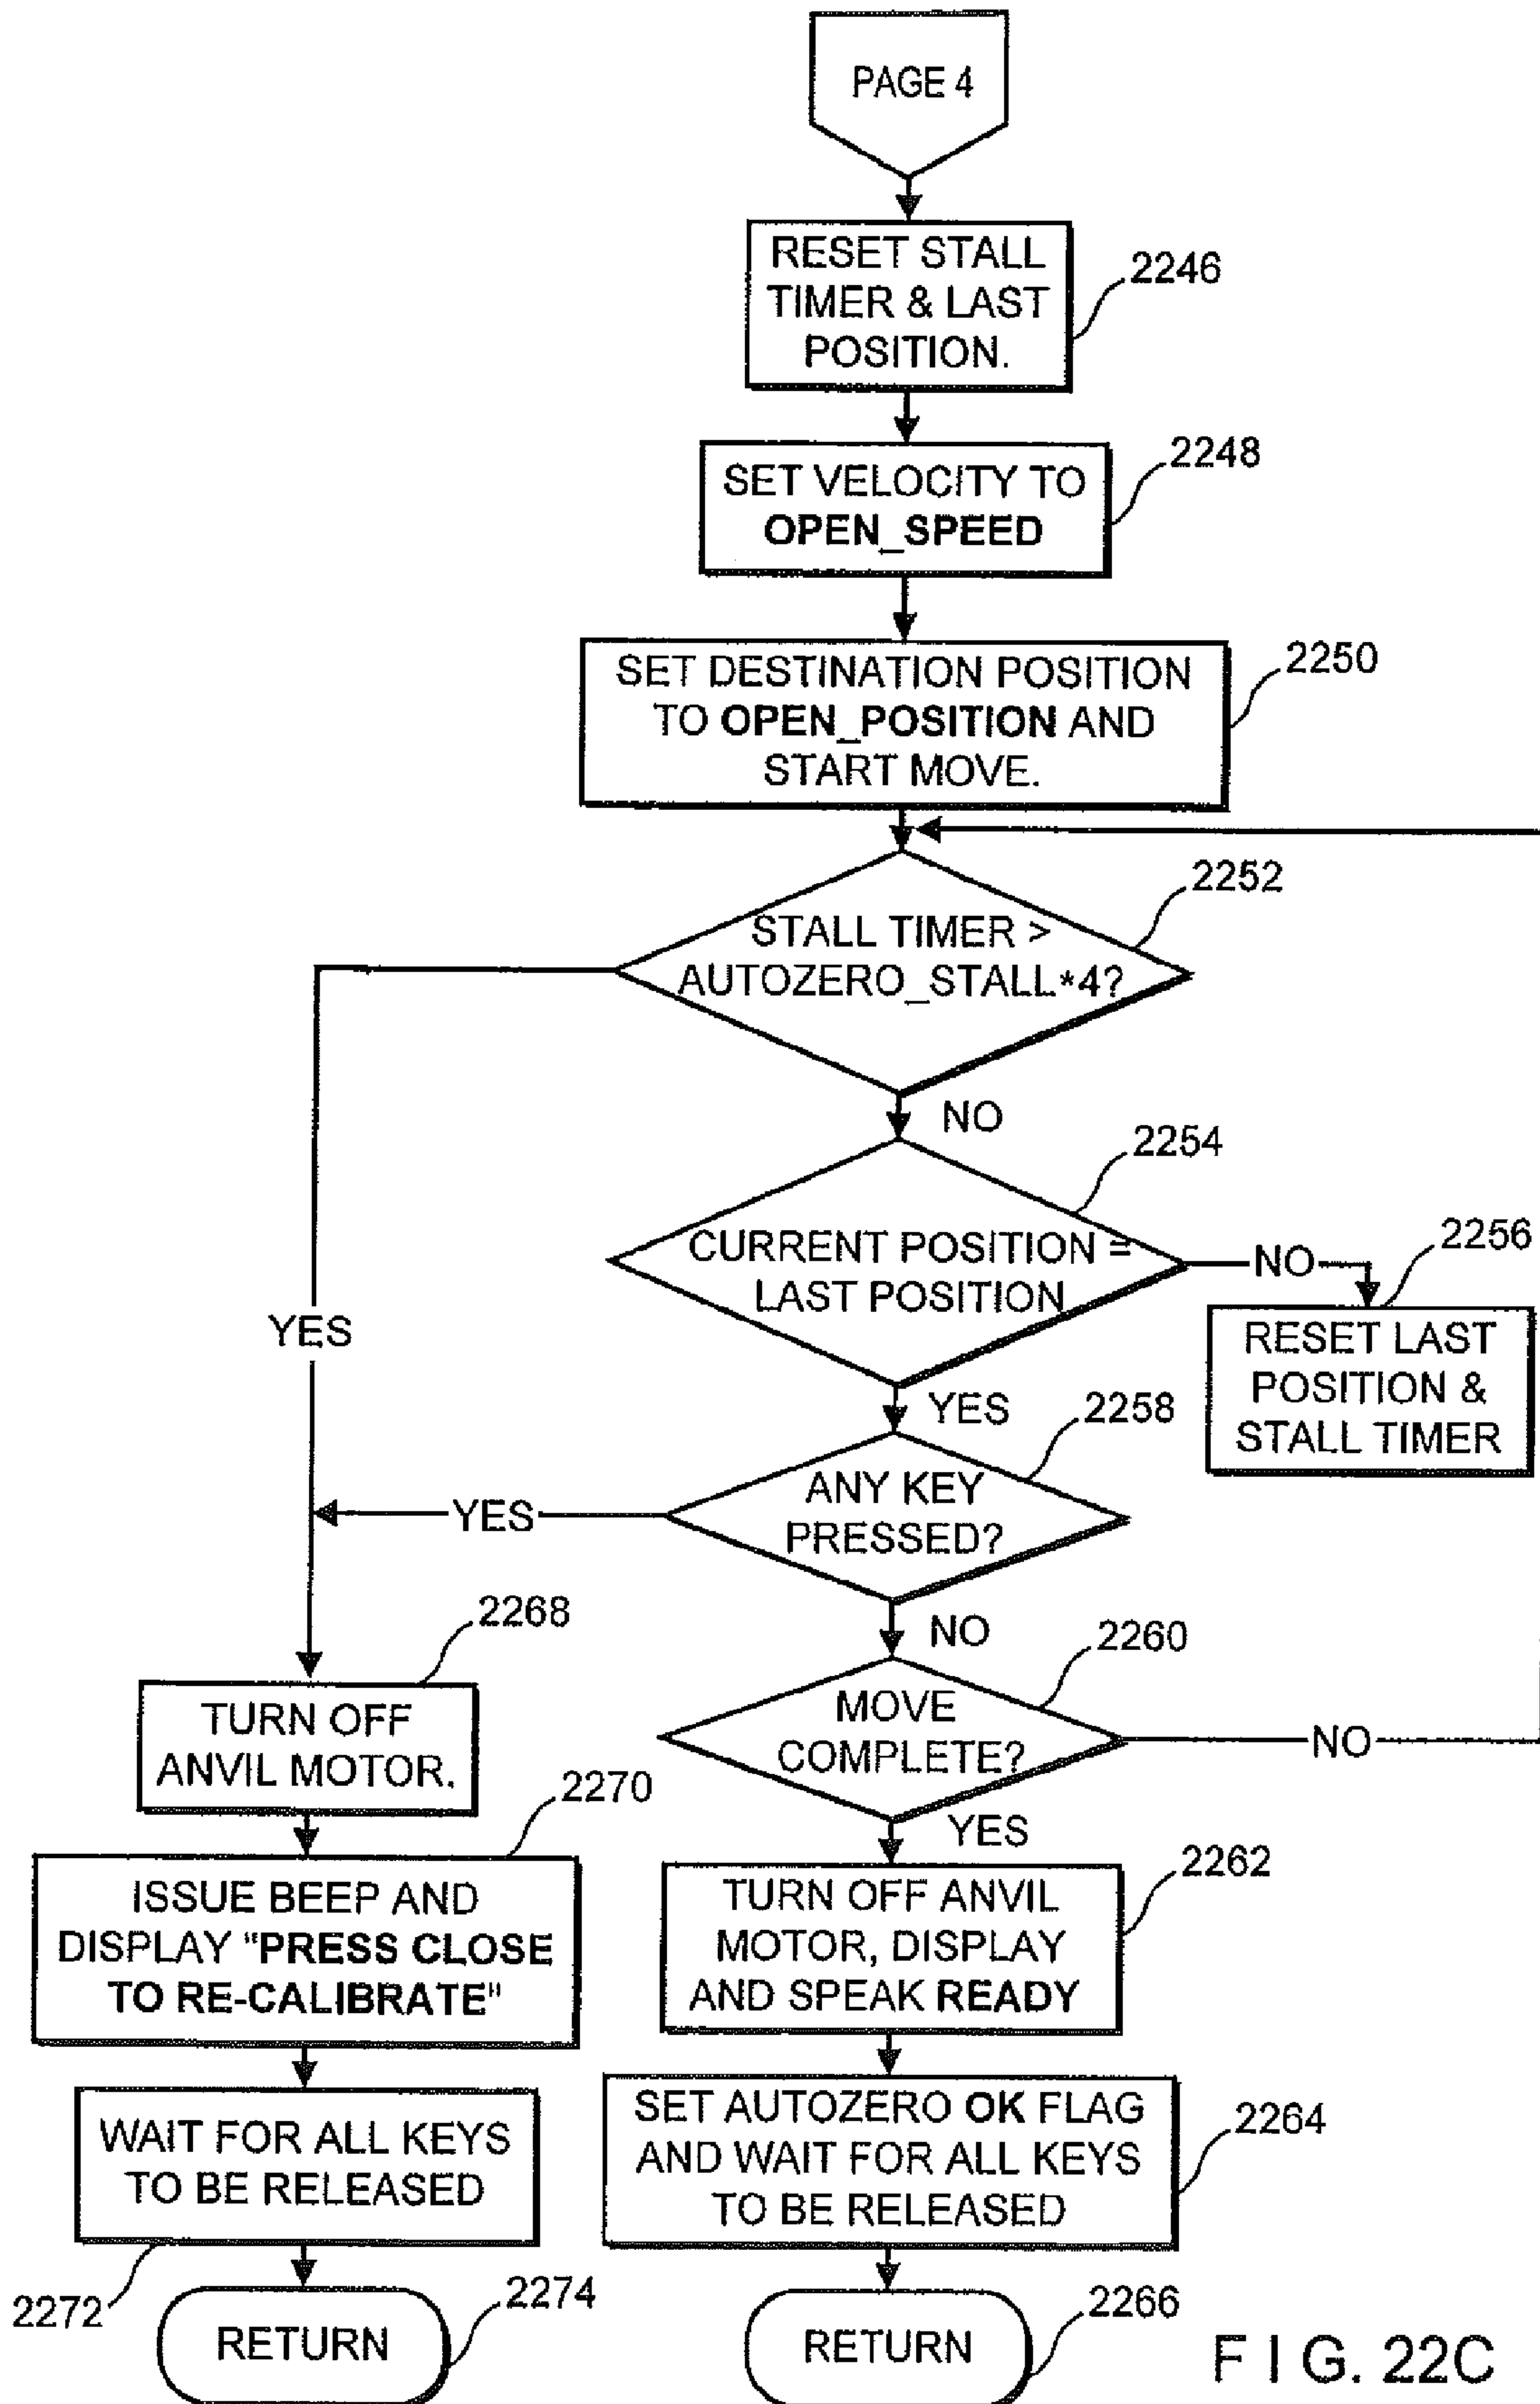 PAGE 4
RESET STALL
TIMER & LAST
POSITION.
2246
SET VELOCITY TO
OPEN_SPEED
2248
SET DESTINATION POSITION
TO OPEN_POSITION AND
START MOVE.
2250
STALL TIMER >
AUTOZERO_STALL*4?
2252
YES
NO
CURRENT POSITION =
LAST POSITION
2254
NO
RESET LAST
POSITION &
STALL TIMER
2256
YES
ANY KEY
PRESSED?
2258
YES
NO
MOVE
COMPLETE?
2260
NO
YES
TURN OFF
ANVIL MOTOR.
2268
ISSUE BEEP AND
DISPLAY "PRESS CLOSE
TO RE-CALIBRATE"
2270
WAIT FOR ALL KEYS
TO BE RELEASED
2272
RETURN
2274
TURN OFF ANVIL
MOTOR, DISPLAY
AND SPEAK READY
2262
SET AUTOZERO OK FLAG
AND WAIT FOR ALL KEYS
TO BE RELEASED
2264
RETURN
2266
F I G. 22C